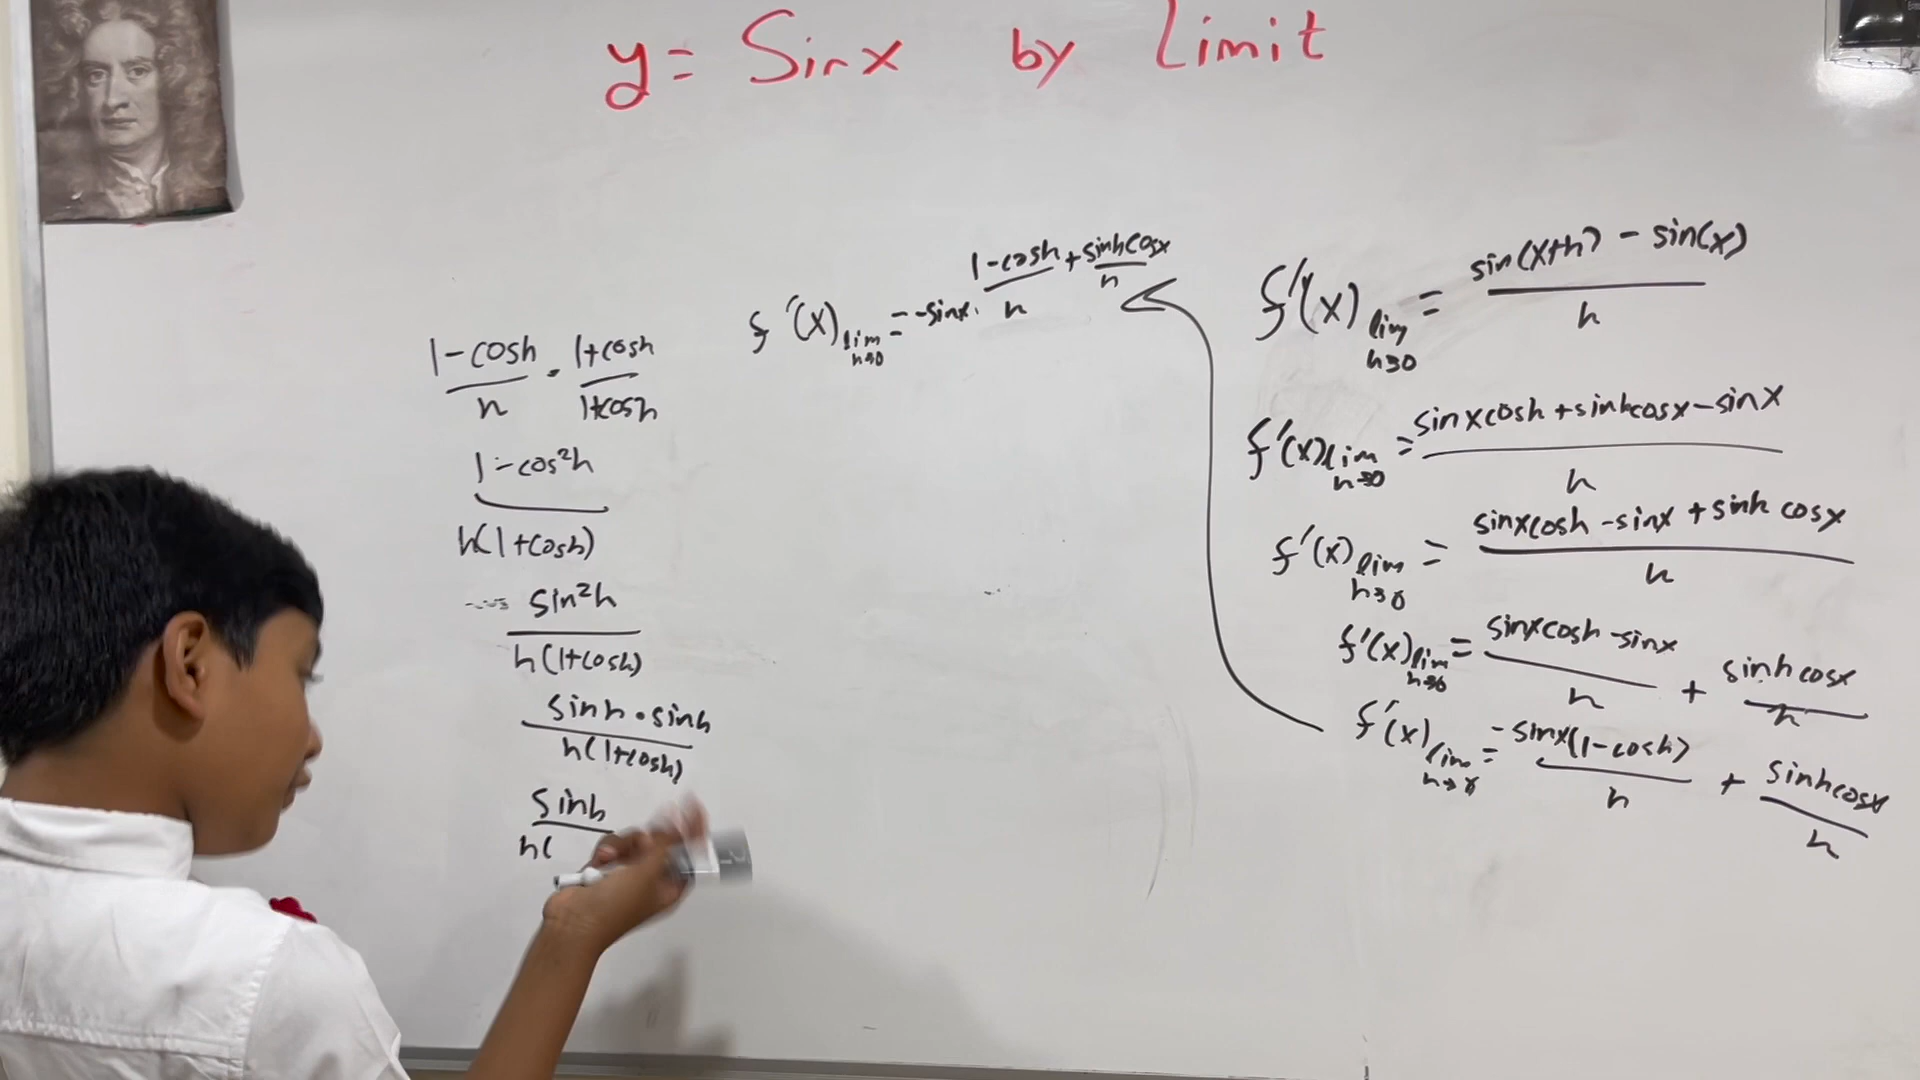 y = Sinx by Limit
f'(x) lim h→0 = sin(x+h) - sin(x) / h
f'(x) lim h→0 = sinxcosh + sinhcosx - sinx / h
f'(x) lim h→0 = sinxcosh - sinx + sinh cosx / h
f'(x) lim h→0 = sinxcosh - sinx / h + sinh cosx / h
f'(x) lim h→0 = -sinx(1-cosh) / h + sinhcosx / h
f'(x) lim h→0 = -sinx · 1-cosh / h + sinhcosx / h
1-cosh / h · 1+cosh / 1+cosh
1-cos²h / h(1+cosh)
sin²h / h(1+cosh)
sinh · sinh / h(1+cosh)
sinh / h(